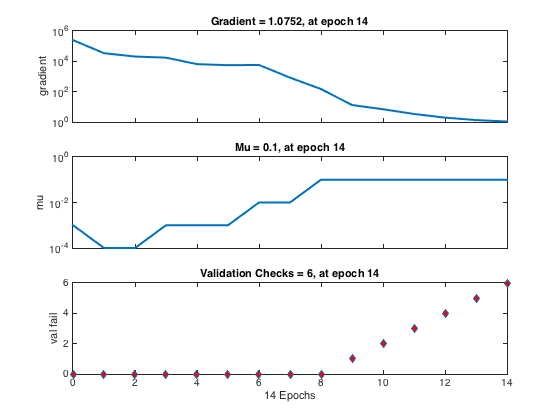 Gradient = 1.0752, at epoch 14
10^6
10^4
10^2
10^0
gradient
Mu = 0.1, at epoch 14
10^0
10^-2
10^-4
mu
Validation Checks = 6, at epoch 14
6
4
2
0
val fail
0 2 4 6 8 10 12 14
14 Epochs